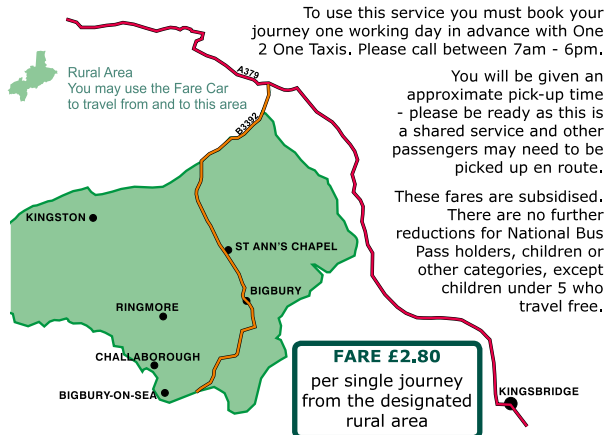 To use this service you must book your
journey one working day in advance with One
2 One Taxis. Please call between 7am - 6pm.
You will be given an
approximate pick-up time
- please be ready as this is
a shared service and other
passengers may need to be
picked up en route.
These fares are subsidised.
There are no further
reductions for National Bus
Pass holders, children or
other categories, except
children under 5 who
travel free.
Rural Area
You may use the Fare Car
to travel from and to this area
A379
B3392
KINGSTON
ST ANN'S CHAPEL
BIGBURY
RINGMORE
CHALLABOROUGH
BIGBURY-ON-SEA
KINGSBRIDGE
FARE £2.80
per single journey
from the designated
rural area